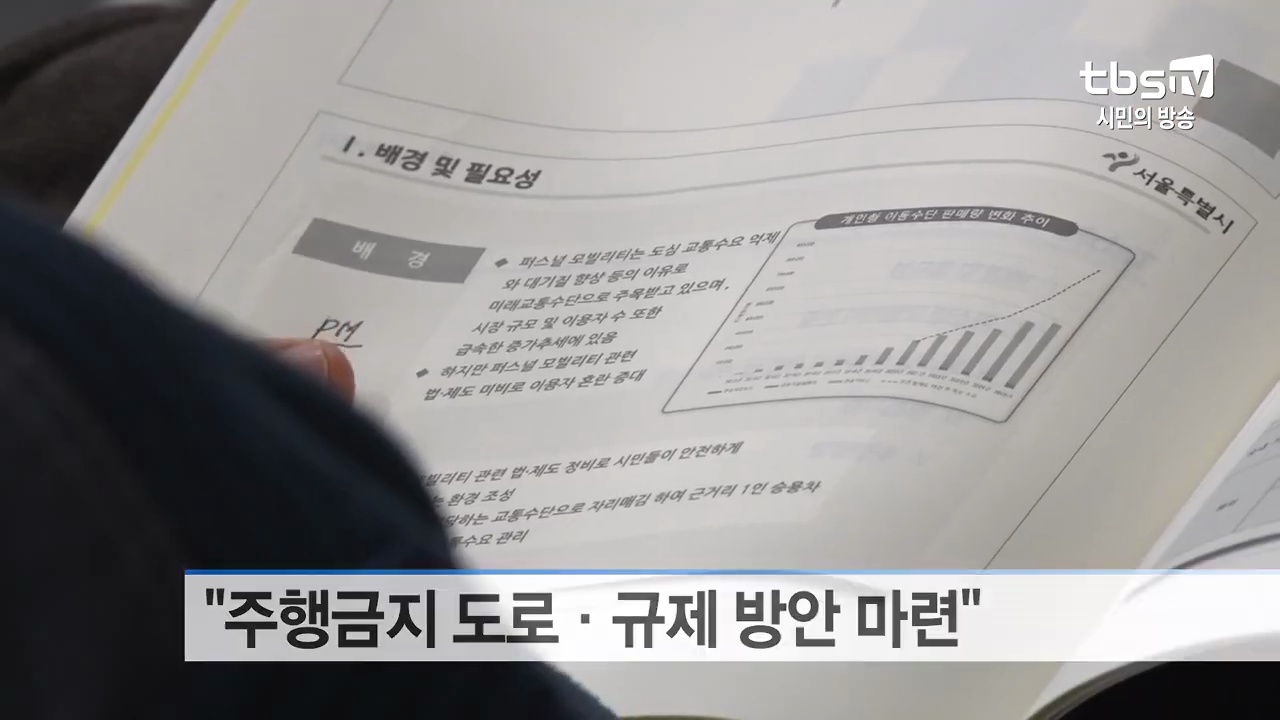 tbs TV
시민의 방송
Ⅰ. 배경 및 필요성
서울특별시
배 경
PM
◆ 퍼스널 모빌리티는 도심 교통수요 억제
와 대기질 향상 등의 이유로
미래교통수단으로 주목받고 있으며,
시장 규모 및 이용자 수 또한
급속한 증가추세에 있음
◆ 하지만 퍼스널 모빌리티 관련
법·제도 미비로 이용자 혼란 증대
개인형 이동수단 판매량 변화 추이
빌리티 관련 법·제도 정비로 시민들이 안전하게
는 환경 조성
당하는 교통수단으로 자리매김 하여 근거리 1인 승용차
통수요 관리
"주행금지 도로 · 규제 방안 마련"